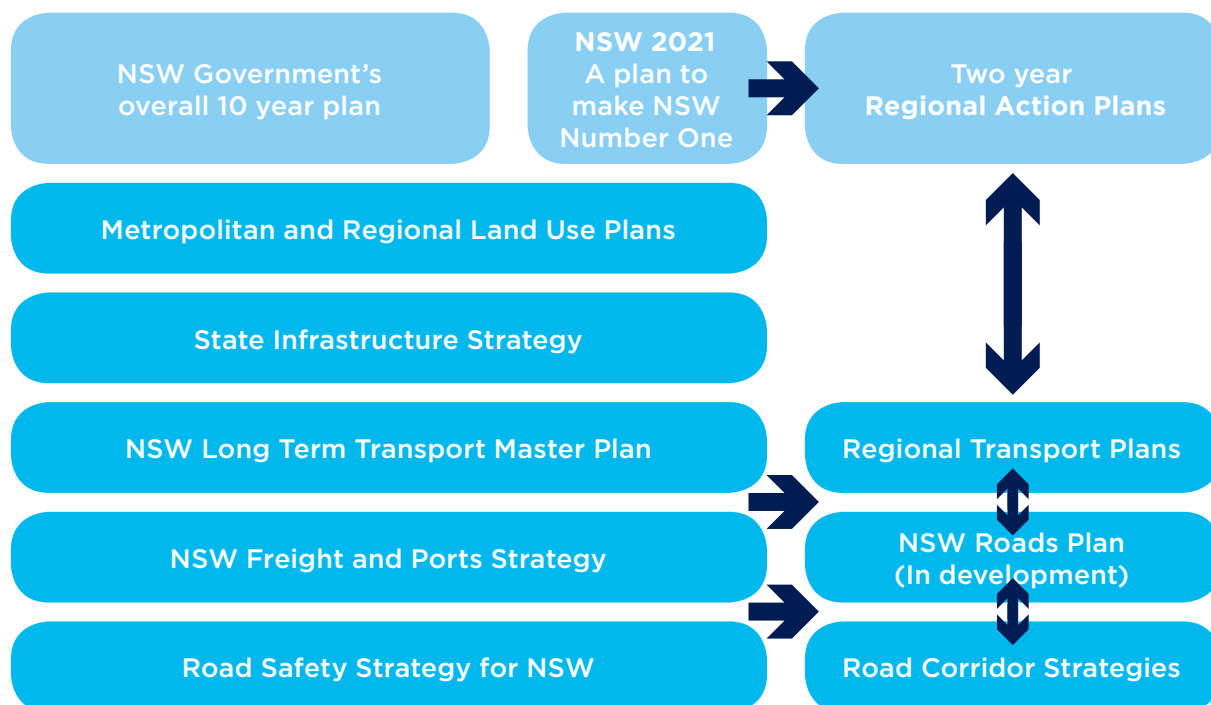 NSW Government's
overall 10 year plan
NSW 2021
A plan to
make NSW
Number One
Two year
Regional Action Plans
Metropolitan and Regional Land Use Plans
State Infrastructure Strategy
NSW Long Term Transport Master Plan
Regional Transport Plans
NSW Freight and Ports Strategy
NSW Roads Plan
(In development)
Road Safety Strategy for NSW
Road Corridor Strategies